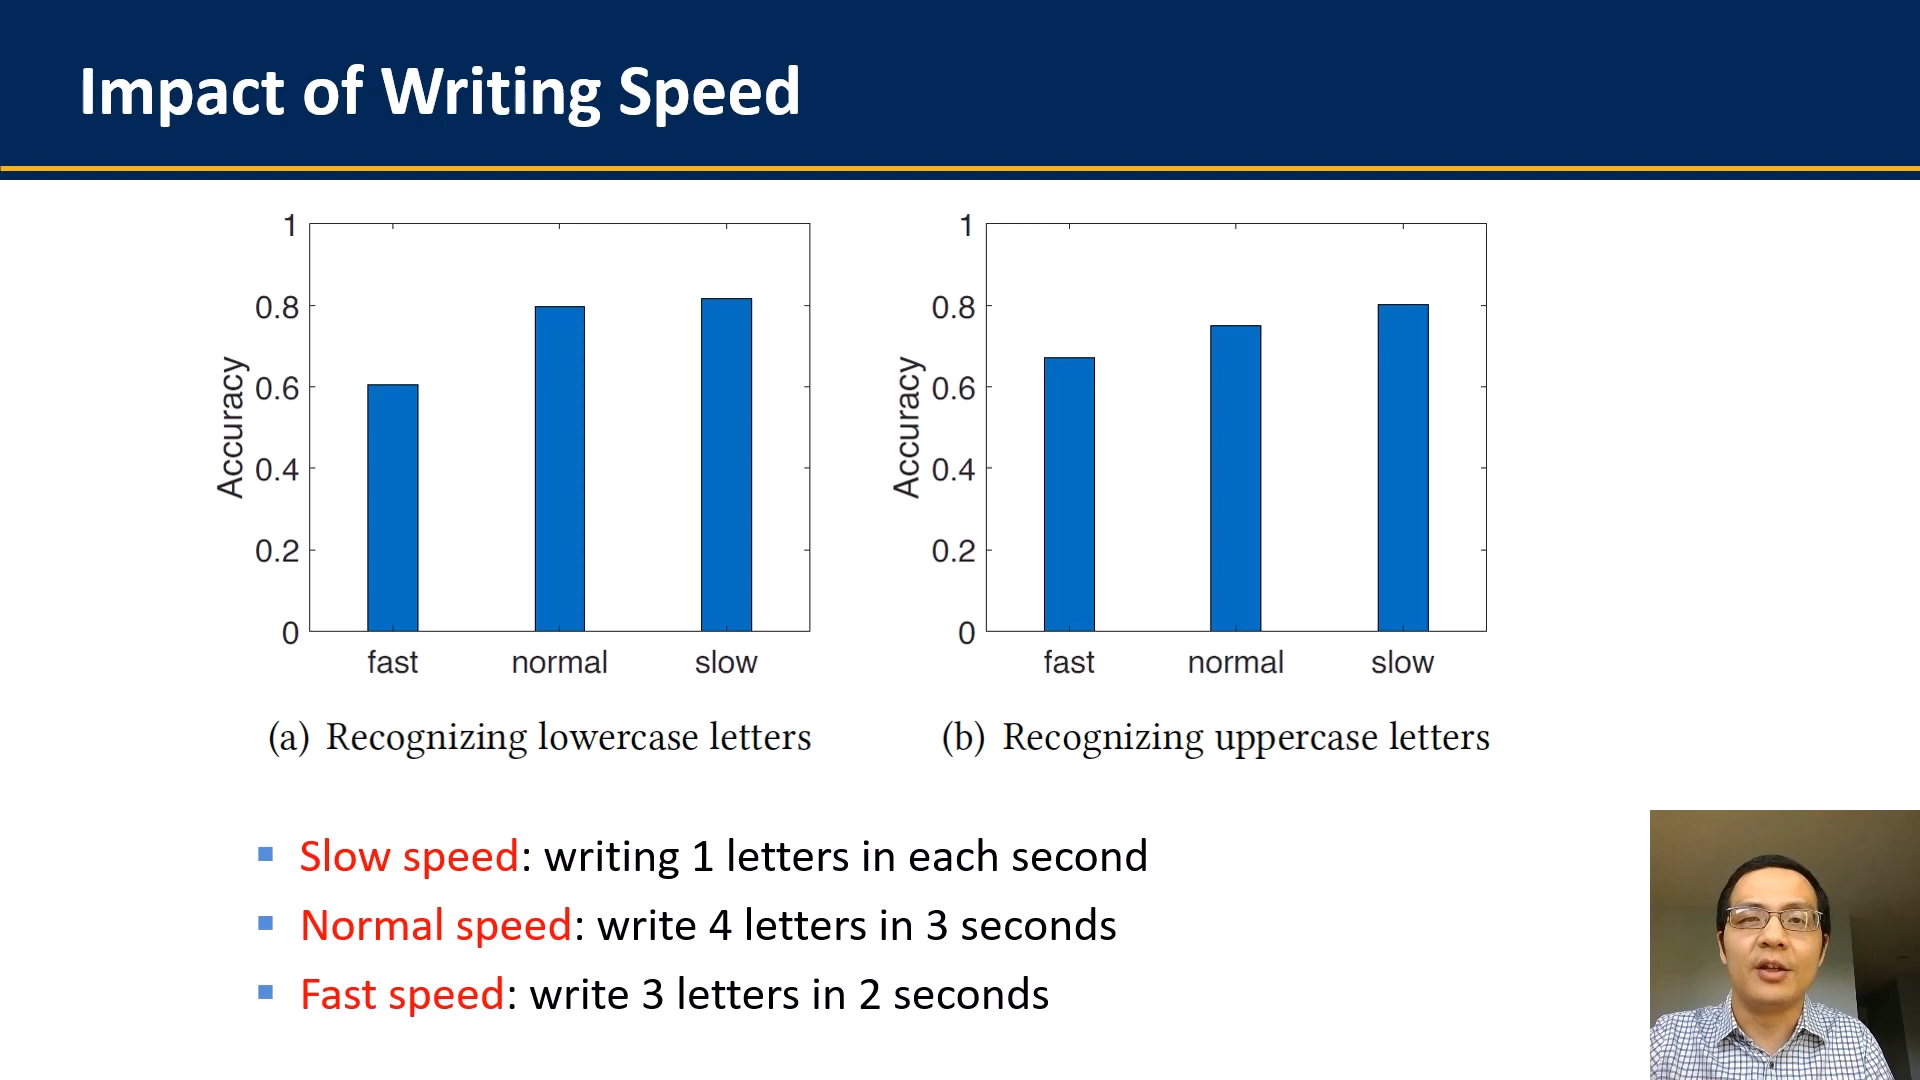 Impact of Writing Speed
1
0.8
0.6
0.4
0.2
0
Accuracy
fast normal slow
(a) Recognizing lowercase letters
1
0.8
0.6
0.4
0.2
0
Accuracy
fast normal slow
(b) Recognizing uppercase letters
Slow speed: writing 1 letters in each second
Normal speed: write 4 letters in 3 seconds
Fast speed: write 3 letters in 2 seconds